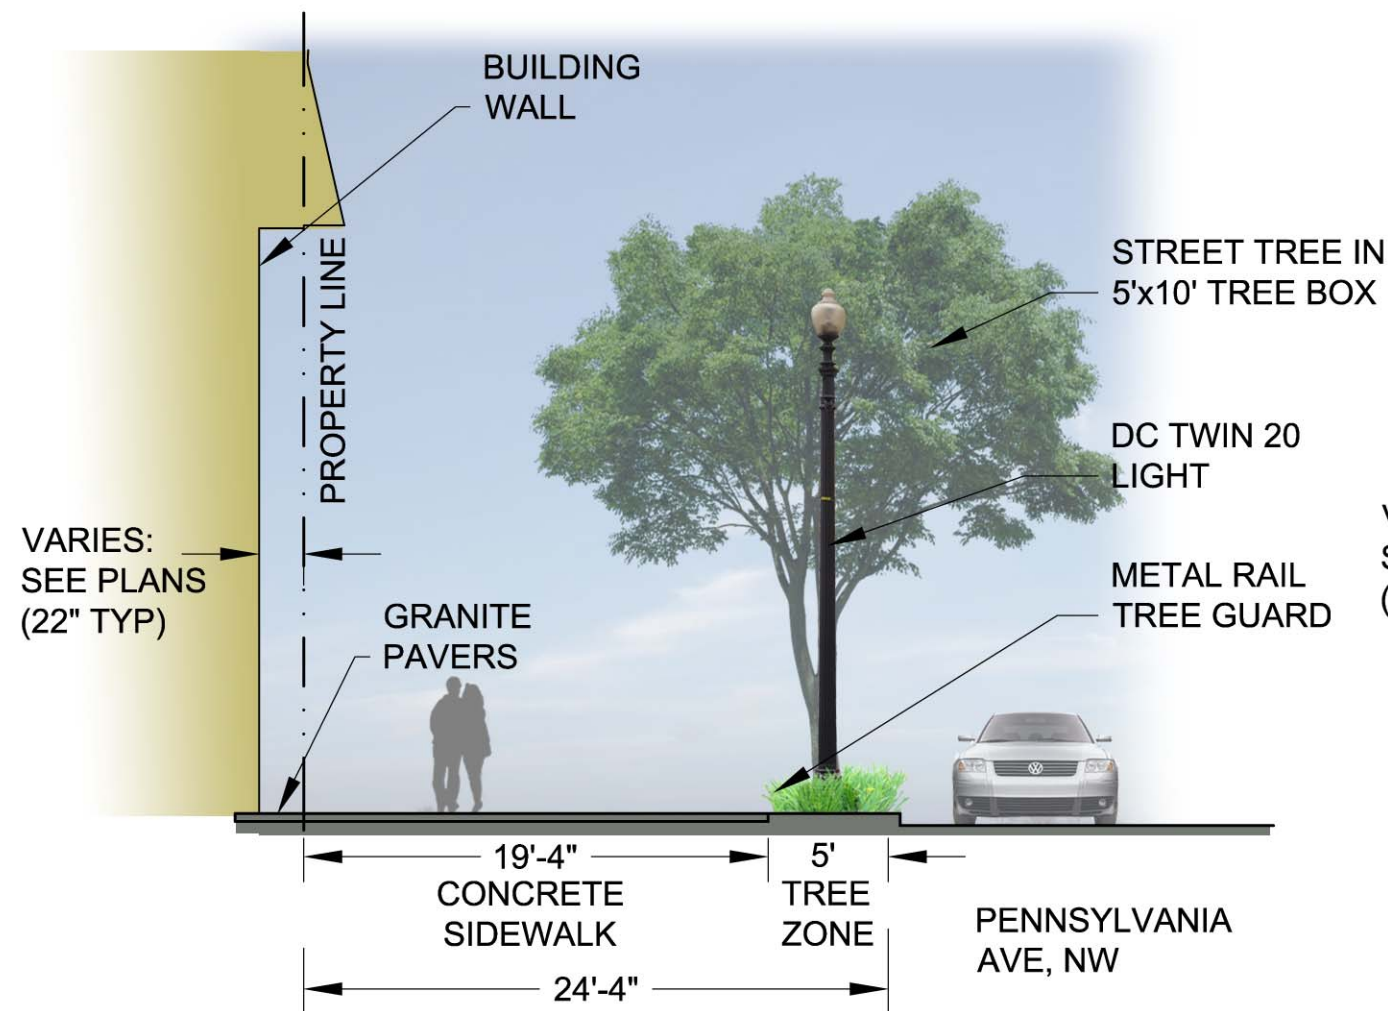 BUILDING
WALL
PROPERTY LINE
STREET TREE IN
5'x10' TREE BOX
DC TWIN 20
LIGHT
VARIES:
SEE PLANS
(22" TYP)
METAL RAIL
TREE GUARD
GRANITE
PAVERS
19'-4"
5'
CONCRETE
SIDEWALK
TREE
ZONE
PENNSYLVANIA
AVE, NW
24'-4"